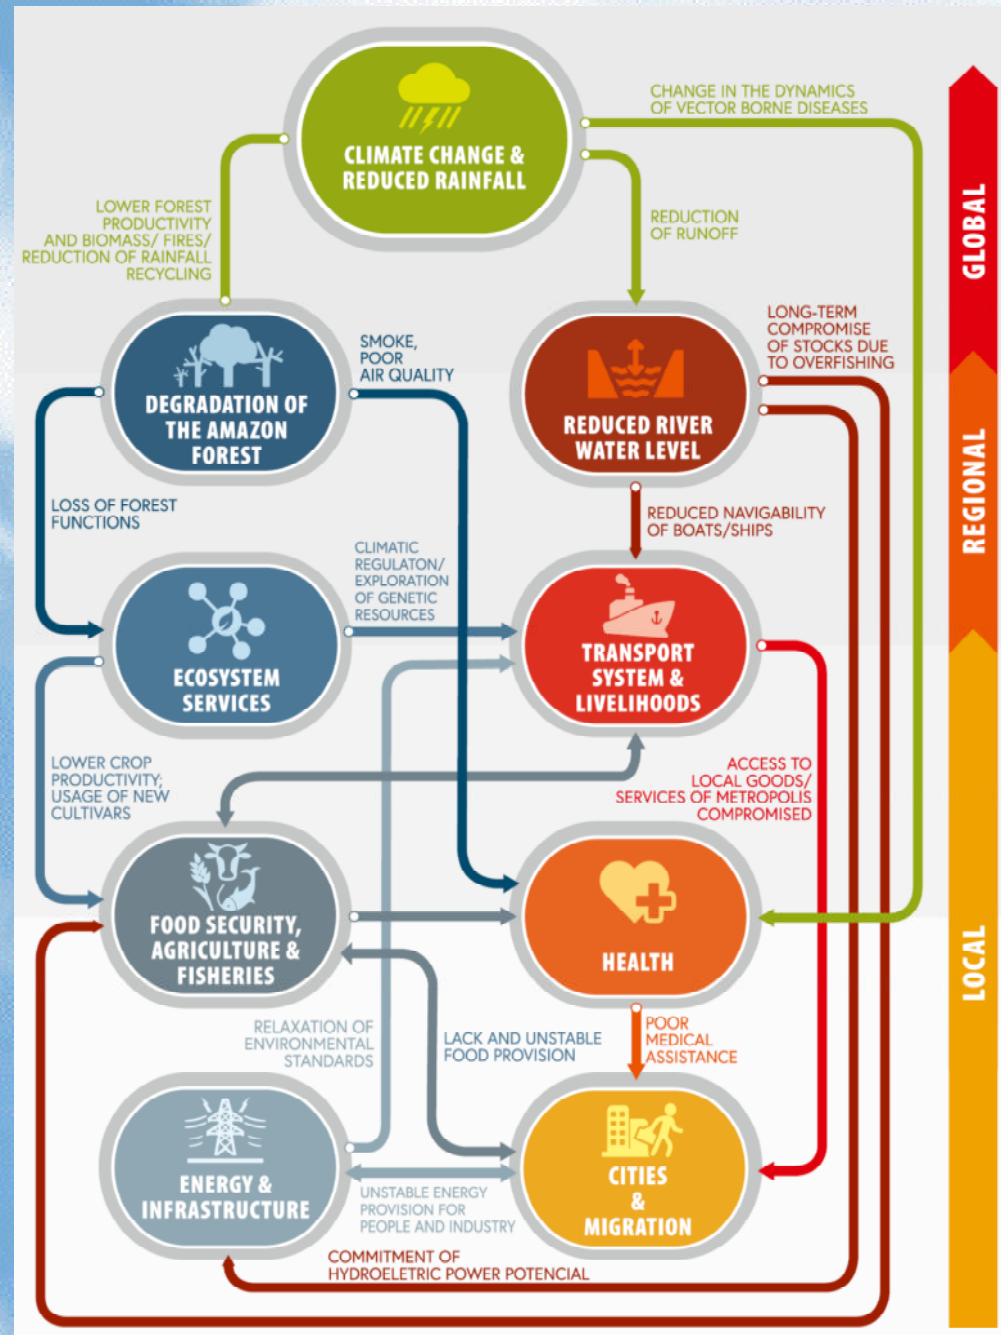 CHANGE IN THE DYNAMICS
OF VECTOR BORNE DISEASES
CLIMATE CHANGE &
REDUCED RAINFALL
LOWER FOREST
PRODUCTIVITY
AND BIOMASS/ FIRES/
REDUCTION OF RAINFALL
RECYCLING
REDUCTION
OF RUNOFF
GLOBAL
LONG-TERM
COMPROMISE
OF STOCKS DUE
TO OVERFISHING
SMOKE,
POOR
AIR QUALITY
DEGRADATION OF
THE AMAZON
FOREST
REDUCED RIVER
WATER LEVEL
REGIONAL
LOSS OF FOREST
FUNCTIONS
REDUCED NAVIGABILITY
OF BOATS/SHIPS
CLIMATIC
REGULATON/
EXPLORATION
OF GENETIC
RESOURCES
ECOSYSTEM
SERVICES
TRANSPORT
SYSTEM &
LIVELIHOODS
LOWER CROP
PRODUCTIVITY;
USAGE OF NEW
CULTIVARS
ACCESS TO
LOCAL GOODS/
SERVICES OF METROPOLIS
COMPROMISED
FOOD SECURITY,
AGRICULTURE &
FISHERIES
HEALTH
LOCAL
RELAXATION OF
ENVIRONMENTAL
STANDARDS
LACK AND UNSTABLE
FOOD PROVISION
POOR
MEDICAL
ASSISTANCE
ENERGY &
INFRASTRUCTURE
UNSTABLE ENERGY
PROVISION FOR
PEOPLE AND INDUSTRY
CITIES
&
MIGRATION
COMMITMENT OF
HYDROELETRIC POWER POTENCIAL